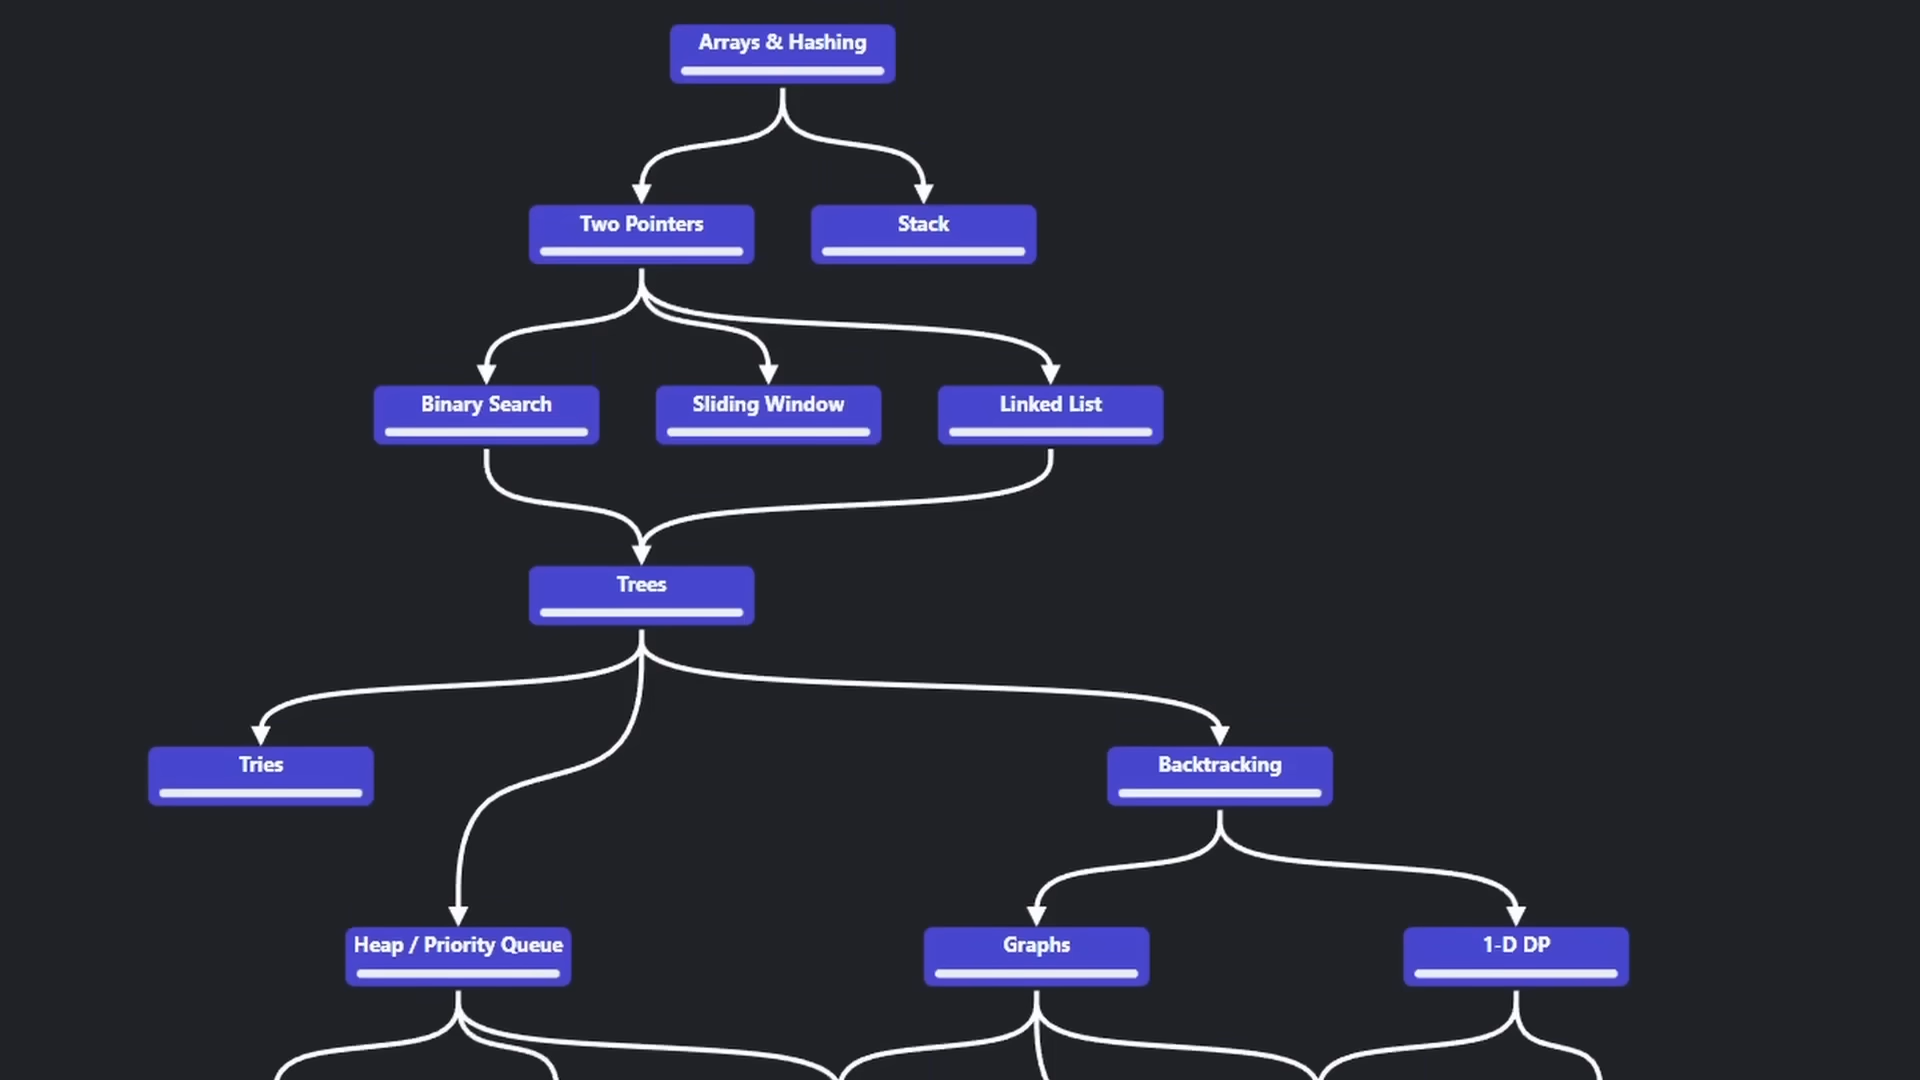 Arrays & Hashing
Two Pointers
Stack
Binary Search
Sliding Window
Linked List
Trees
Tries
Backtracking
Heap / Priority Queue
Graphs
1-D DP